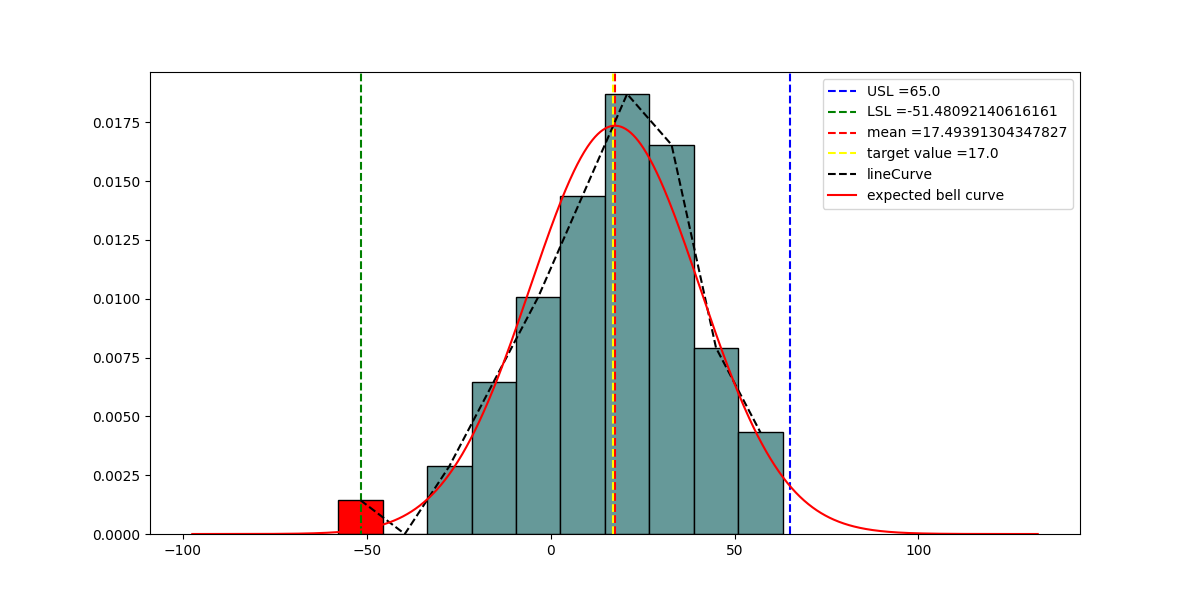 USL =65.0
LSL =-51.48092140616161
mean =17.49391304347827
target value =17.0
lineCurve
expected bell curve
0.0175
0.0150
0.0125
0.0100
0.0075
0.0050
0.0025
0.0000
−100
−50
0
50
100